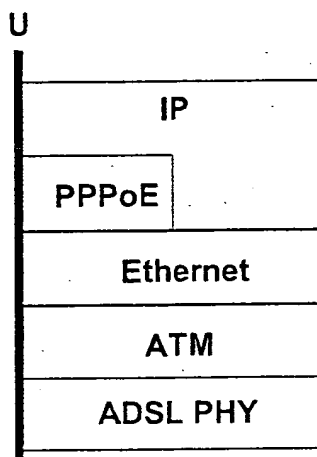 U
IP
PPPoE
Ethernet
ATM
ADSL PHY